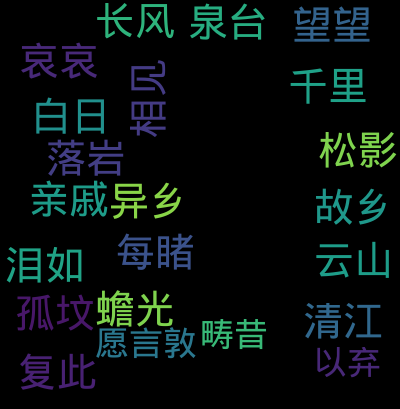 长风 泉台 望望
哀哀
相见
千里
白日
松影
落岩
亲戚 异乡
故乡
每睹
云山
泪如
孤坟 蟾光
清江
愿言敦 畴昔
以弃
复此